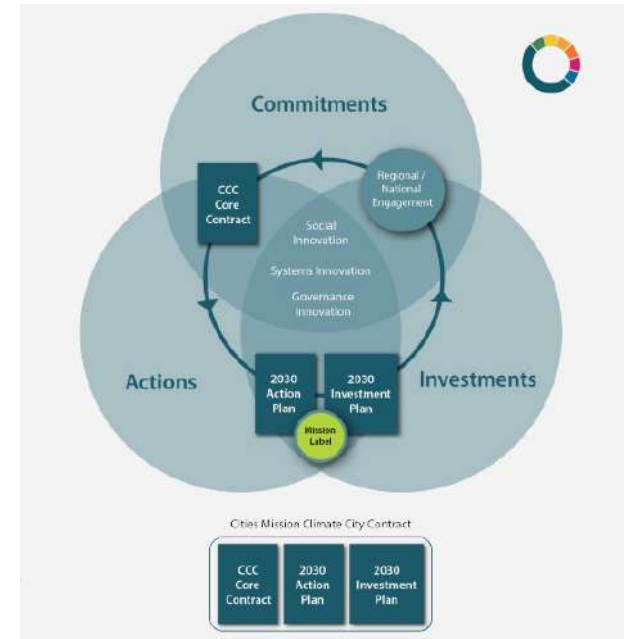 Commitments
CCC
Core
Contract
Regional /
National
Engagement
Social
Innovation
Systems Innovation
Governance
Innovation
Actions
Investments
2030
Action
Plan
2030
Investment
Plan
Mission
Label
Cities Mission Climate City Contract
CCC
Core
Contract
2030
Action
Plan
2030
Investment
Plan